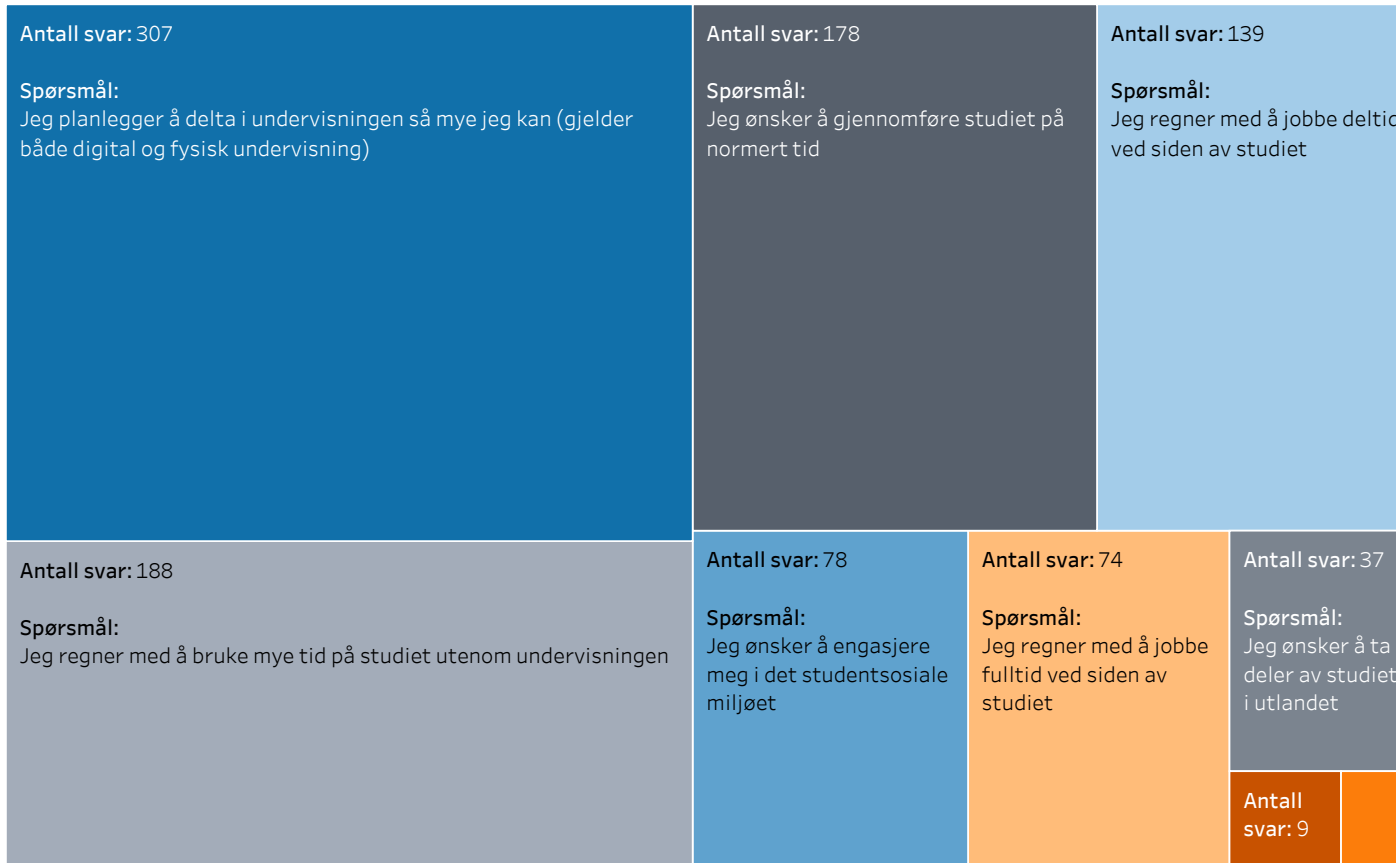 Antall svar: 307
Spørsmål:
Jeg planlegger å delta i undervisningen så mye jeg kan (gjelder
både digital og fysisk undervisning)
Antall svar: 178
Spørsmål:
Jeg ønsker å gjennomføre studiet på
normert tid
Antall svar: 139
Spørsmål:
Jeg regner med å jobbe deltid
ved siden av studiet
Antall svar: 188
Spørsmål:
Jeg regner med å bruke mye tid på studiet utenom undervisningen
Antall svar: 78
Spørsmål:
Jeg ønsker å engasjere
meg i det studentsosiale
miljøet
Antall svar: 74
Spørsmål:
Jeg regner med å jobbe
fulltid ved siden av
studiet
Antall svar: 37
Spørsmål:
Jeg ønsker å ta
deler av studiet
i utlandet
Antall
svar: 9